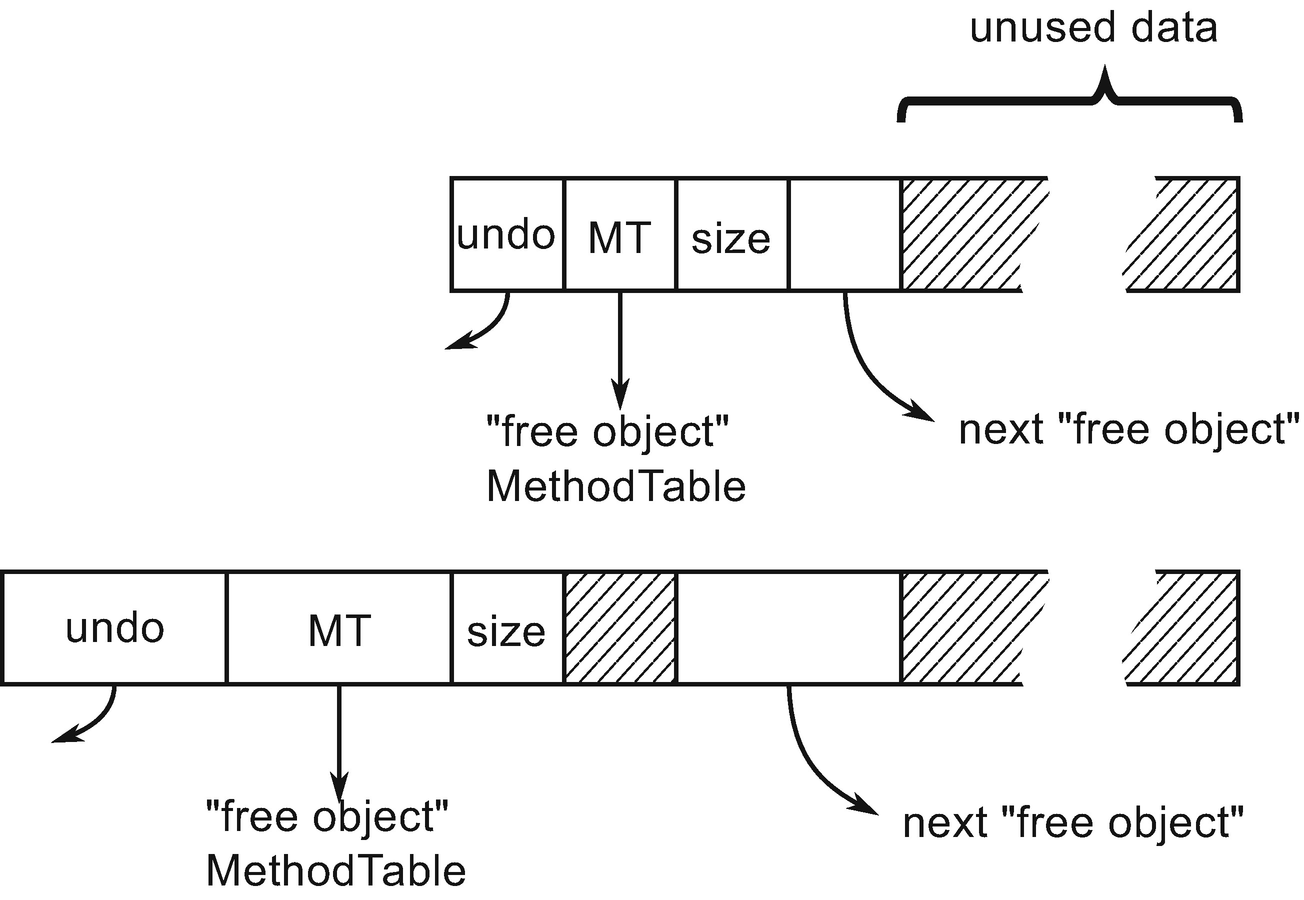 unused data
undo MT size
"free object"
MethodTable
next "free object"
undo MT size
"free object"
MethodTable
next "free object"